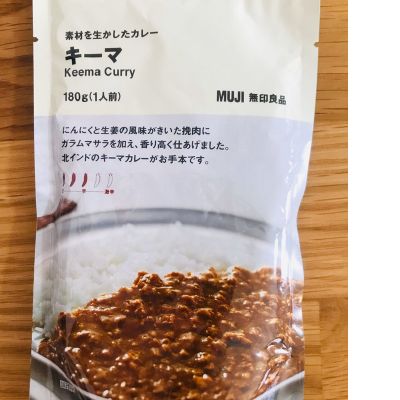 素材を生かしたカレー
キーマ
Keema Curry
180g(1人前)
MUJI 無印良品
にんにくと生姜の風味がきいた挽肉に
ガラムマサラを加え、香り高く仕あげました。
北インドのキーマカレーがお手本です。